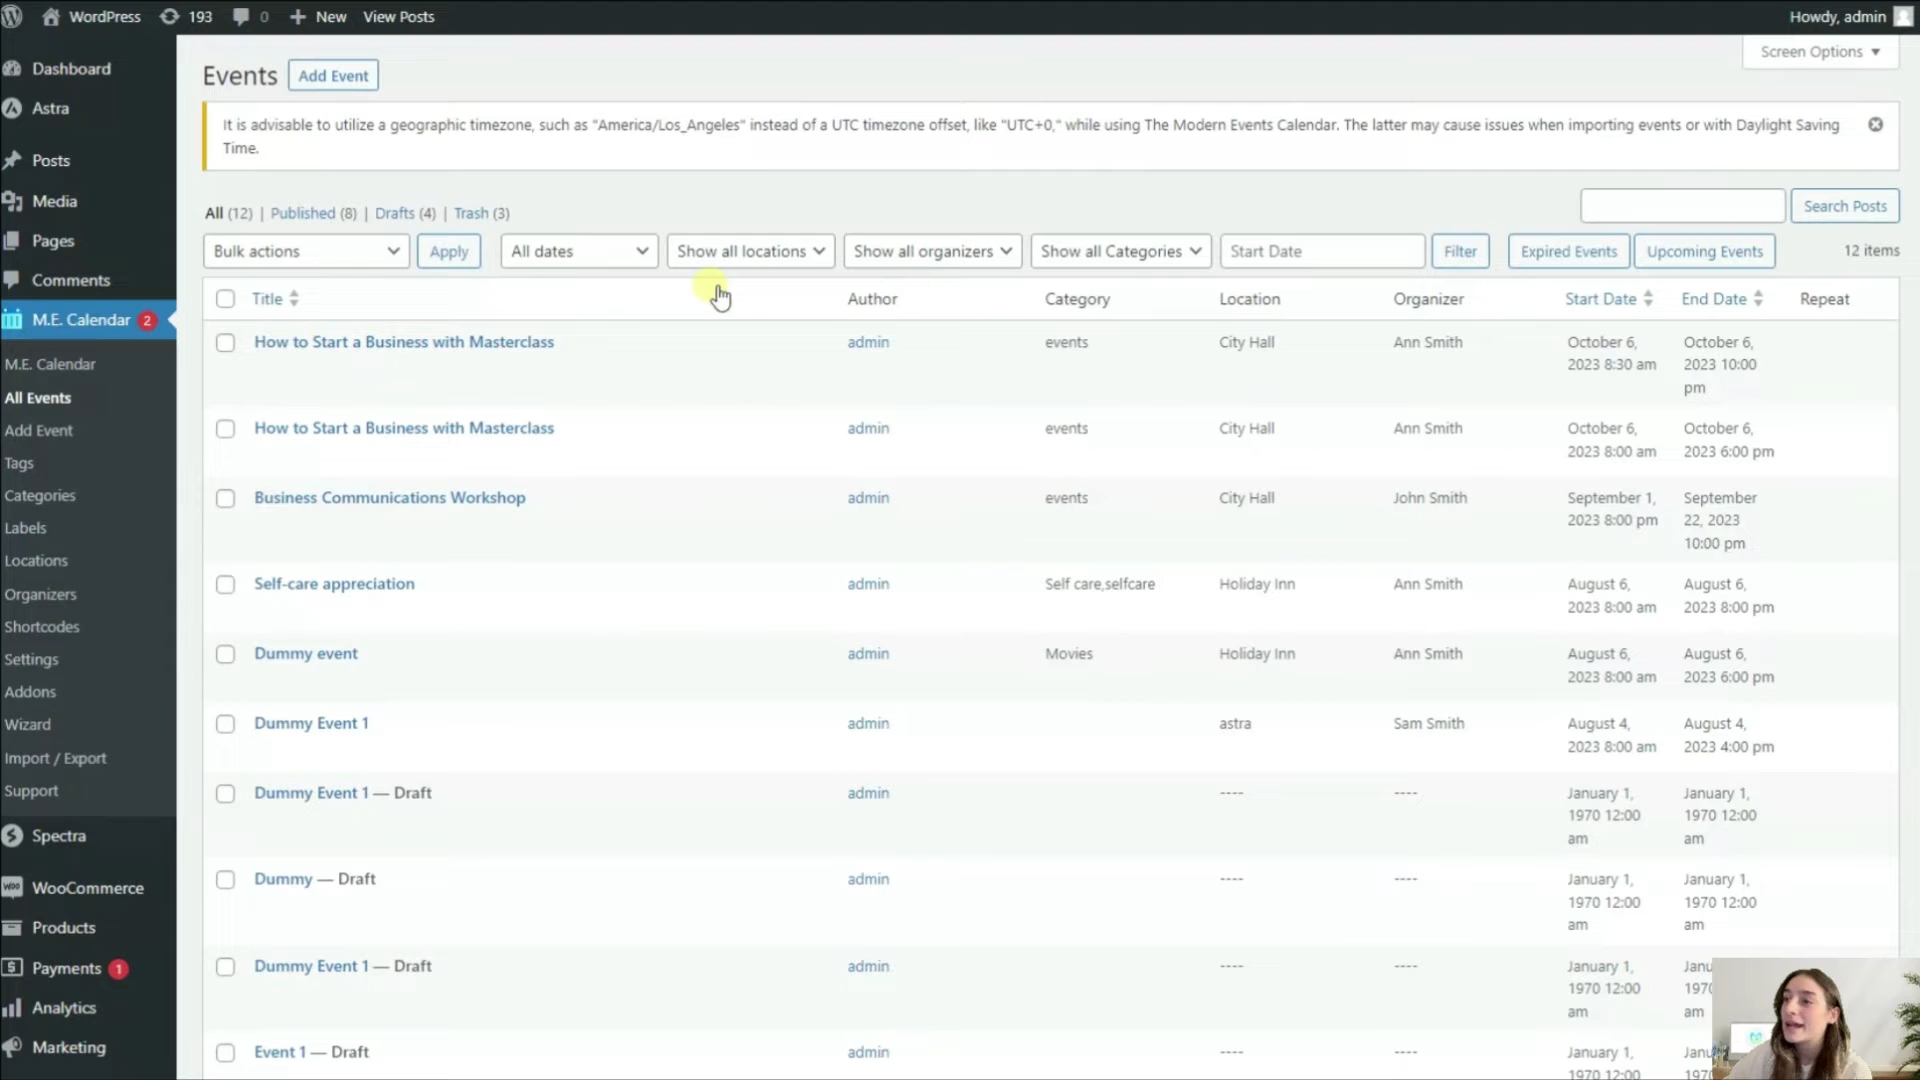 WordPress 193 0 New View Posts Howdy, admin
Screen Options
Dashboard
Astra
Posts
Media
Pages
Comments
M.E. Calendar 2
M.E. Calendar
All Events
Add Event
Tags
Categories
Labels
Locations
Organizers
Shortcodes
Settings
Addons
Wizard
Import / Export
Support
Spectra
WooCommerce
Products
Payments 1
Analytics
Marketing
Events Add Event
It is advisable to utilize a geographic timezone, such as "America/Los_Angeles" instead of a UTC timezone offset, like "UTC+0," while using The Modern Events Calendar. The latter may cause issues when importing events or with Daylight Saving
Time.
All (12) | Published (8) | Drafts (4) | Trash (3)
Search Posts
Bulk actions Apply All dates Show all locations Show all organizers Show all Categories Start Date Filter Expired Events Upcoming Events 12 items
Title Author Category Location Organizer Start Date End Date Repeat
How to Start a Business with Masterclass admin events City Hall Ann Smith October 6, October 6,
2023 8:30 am 2023 10:00
pm
How to Start a Business with Masterclass admin events City Hall Ann Smith October 6, October 6,
2023 8:00 am 2023 6:00 pm
Business Communications Workshop admin events City Hall John Smith September 1, September
2023 8:00 pm 22, 2023
10:00 pm
Self-care appreciation admin Self care,selfcare Holiday Inn Ann Smith August 6, August 6,
2023 8:00 am 2023 8:00 pm
Dummy event admin Movies Holiday Inn Ann Smith August 6, August 6,
2023 8:00 am 2023 6:00 pm
Dummy Event 1 admin astra Sam Smith August 4, August 4,
2023 8:00 am 2023 4:00 pm
Dummy Event 1 — Draft admin ---- ---- January 1, January 1,
1970 12:00 1970 12:00
am am
Dummy — Draft admin ---- ---- January 1, January 1,
1970 12:00 1970 12:00
am am
Dummy Event 1 — Draft admin ---- ---- January 1,
1970 12:00
am
Event 1 — Draft admin ---- ---- January 1,
1970 12:00